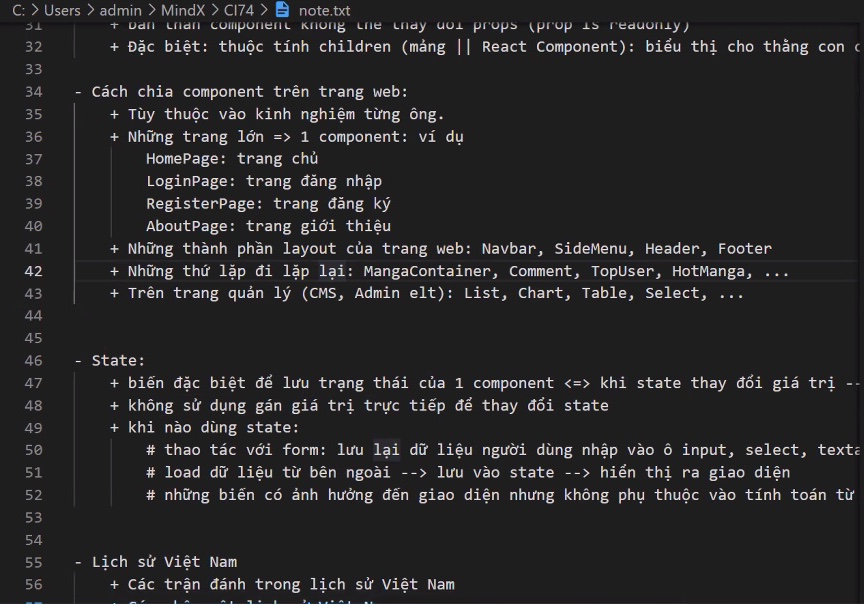 C: > Users > admin > MindX > CI74 > note.txt
31 + bản thân component không thể thay đổi props (prop is readonly)
32 + Đặc biệt: thuộc tính children (mảng || React Component): biểu thị cho thằng con
33
34 - Cách chia component trên trang web:
35 + Tùy thuộc vào kinh nghiệm từng ông.
36 + Những trang lớn => 1 component: ví dụ
37 HomePage: trang chủ
38 LoginPage: trang đăng nhập
39 RegisterPage: trang đăng ký
40 AboutPage: trang giới thiệu
41 + Những thành phần layout của trang web: Navbar, SideMenu, Header, Footer
42 + Những thứ lặp đi lặp lại: MangaContainer, Comment, TopUser, HotManga, ...
43 + Trên trang quản lý (CMS, Admin elt): List, Chart, Table, Select, ...
44
45
46 - State:
47 + biến đặc biệt để lưu trạng thái của 1 component <=> khi state thay đổi giá trị --
48 + không sử dụng gán giá trị trực tiếp để thay đổi state
49 + khi nào dùng state:
50 # thao tác với form: lưu lại dữ liệu người dùng nhập vào ô input, select, texta
51 # load dữ liệu từ bên ngoài --> lưu vào state --> hiển thị ra giao diện
52 # những biến có ảnh hưởng đến giao diện nhưng không phụ thuộc vào tính toán từ
53
54
55 - Lịch sử Việt Nam
56 + Các trận đánh trong lịch sử Việt Nam